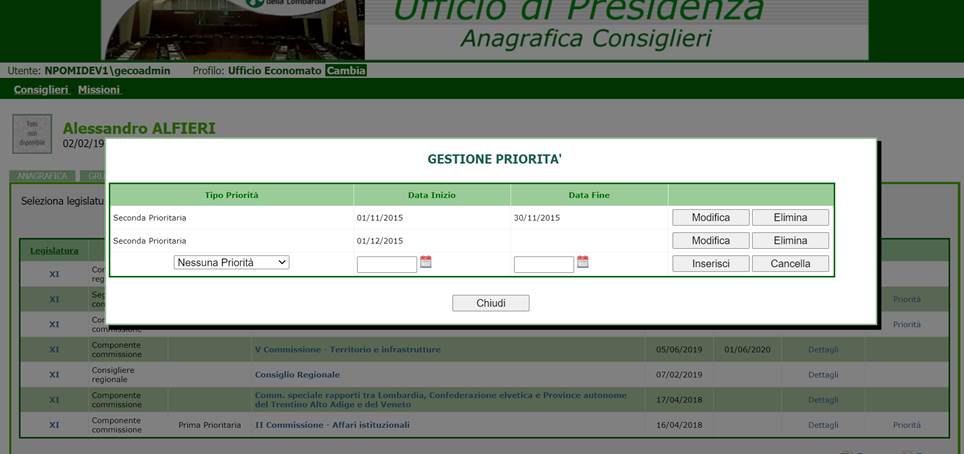 della Lombardia
Ufficio di Presidenza
Anagrafica Consiglieri
Utente: NPOMIDEV1\gecoadmin Profilo: Ufficio Economato Cambia
Consiglieri Missioni
Foto
non
disponibile
Alessandro ALFIERI
02/02/19
ANAGRAFICA GRU
Seleziona legislatu
GESTIONE PRIORITA'
Tipo Priorità Data Inizio Data Fine
Seconda Prioritaria 01/11/2015 30/11/2015 Modifica Elimina
Seconda Prioritaria 01/12/2015 Modifica Elimina
Nessuna Priorità Inserisci Cancella
Chiudi
Legislatura
XI
XI Priorità
XI Priorità
XI Componente commissione V Commissione - Territorio e infrastrutture 05/06/2019 01/06/2020 Dettagli
XI Consigliere regionale Consiglio Regionale 07/02/2019 Dettagli
XI Componente commissione Comm. speciale rapporti tra Lombardia, Confederazione elvetica e Province autonome del Trentino Alto Adige e del Veneto 17/04/2018 Dettagli
XI Componente commissione Prima Prioritaria II Commissione - Affari istituzionali 16/04/2018 Dettagli Priorità